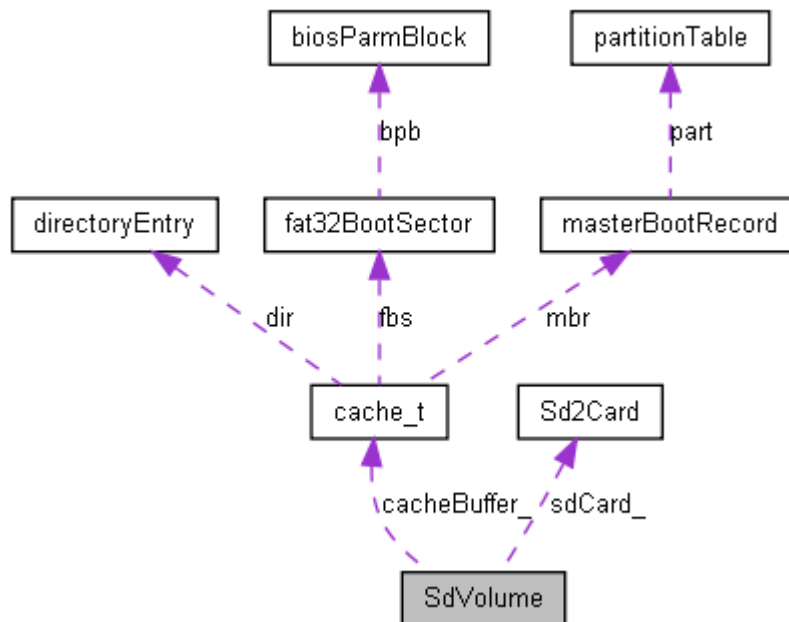 biosParmBlock
partitionTable
bpb
part
directoryEntry
fat32BootSector
masterBootRecord
dir
fbs
mbr
cache_t
Sd2Card
cacheBuffer_
sdCard_
SdVolume